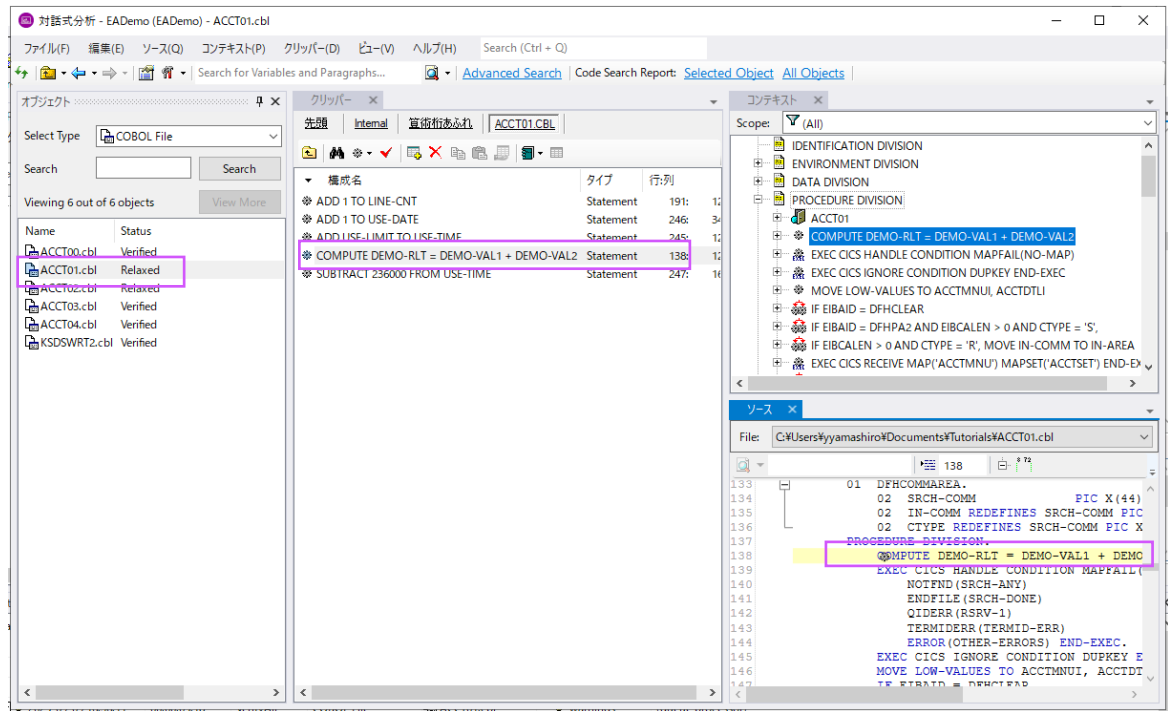 対話式分析 - EADemo (EADemo) - ACCT01.cbl
ファイル(F) 編集(E) ソース(Q) コンテキスト(P) クリッパー(D) ビュー(V) ヘルプ(H) Search (Ctrl + Q)
Search for Variables and Paragraphs... Advanced Search Code Search Report: Selected Object All Objects
オブジェクト
Select Type COBOL File
Search Search
Viewing 6 out of 6 objects View More
Name Status
ACCT00.cbl Verified
ACCT01.cbl Relaxed
ACCT02.cbl Relaxed
ACCT03.cbl Verified
ACCT04.cbl Verified
KSDSWRT2.cbl Verified
クリッパー
先頭 Internal 算術桁あふれ ACCT01.CBL
構成名 タイプ 行:列
ADD 1 TO LINE-CNT Statement 191: 12
ADD 1 TO USE-DATE Statement 246: 34
ADD USE-LIMIT TO USE-TIME Statement 245: 12
COMPUTE DEMO-RLT = DEMO-VAL1 + DEMO-VAL2 Statement 138: 12
SUBTRACT 236000 FROM USE-TIME Statement 247: 16
コンテキスト
Scope: (All)
IDENTIFICATION DIVISION
ENVIRONMENT DIVISION
DATA DIVISION
PROCEDURE DIVISION
ACCT01
COMPUTE DEMO-RLT = DEMO-VAL1 + DEMO-VAL2
EXEC CICS HANDLE CONDITION MAPFAIL(NO-MAP)
EXEC CICS IGNORE CONDITION DUPKEY END-EXEC
MOVE LOW-VALUES TO ACCTMNUI, ACCTDTLI
IF EIBAID = DFHCLEAR
IF EIBAID = DFHPA2 AND EIBCALEN > 0 AND CTYPE = 'S',
IF EIBCALEN > 0 AND CTYPE = 'R', MOVE IN-COMM TO IN-AREA
EXEC CICS RECEIVE MAP('ACCTMNU') MAPSET('ACCTSET') END-EX
ソース
File: C:¥Users¥yyamashiro¥Documents¥Tutorials¥ACCT01.cbl
138 8 72
133 01 DFHCOMMAREA.
134 02 SRCH-COMM PIC X(44)
135 02 IN-COMM REDEFINES SRCH-COMM PIC
136 02 CTYPE REDEFINES SRCH-COMM PIC X
137 PROCEDURE DIVISION.
138 COMPUTE DEMO-RLT = DEMO-VAL1 + DEMO
139 EXEC CICS HANDLE CONDITION MAPFAIL(
140 NOTFND(SRCH-ANY)
141 ENDFILE(SRCH-DONE)
142 QIDERR(RSRV-1)
143 TERMIDERR(TERMID-ERR)
144 ERROR(OTHER-ERRORS) END-EXEC.
145 EXEC CICS IGNORE CONDITION DUPKEY E
146 MOVE LOW-VALUES TO ACCTMNUI, ACCTDT
147 IF EIBAID = DFHCLEAR